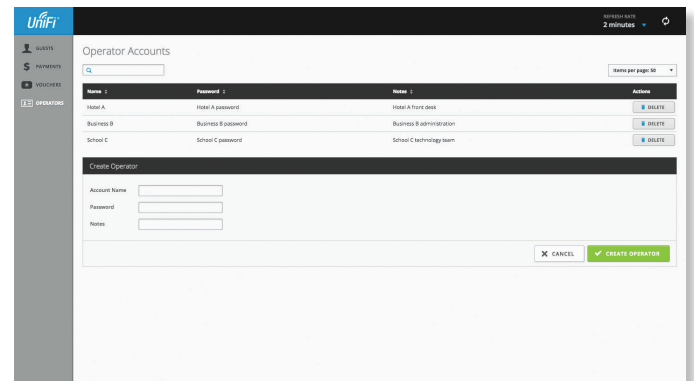 UniFi
REFRESH RATE
2 minutes
GUESTS
PAYMENTS
VOUCHERS
OPERATORS
Operator Accounts
Items per page: 50
Name Password Notes Actions
Hotel A Hotel A password Hotel A front desk DELETE
Business B Business B password Business B administration DELETE
School C School C password School C technology team DELETE
Create Operator
Account Name
Password
Notes
CANCEL CREATE OPERATOR